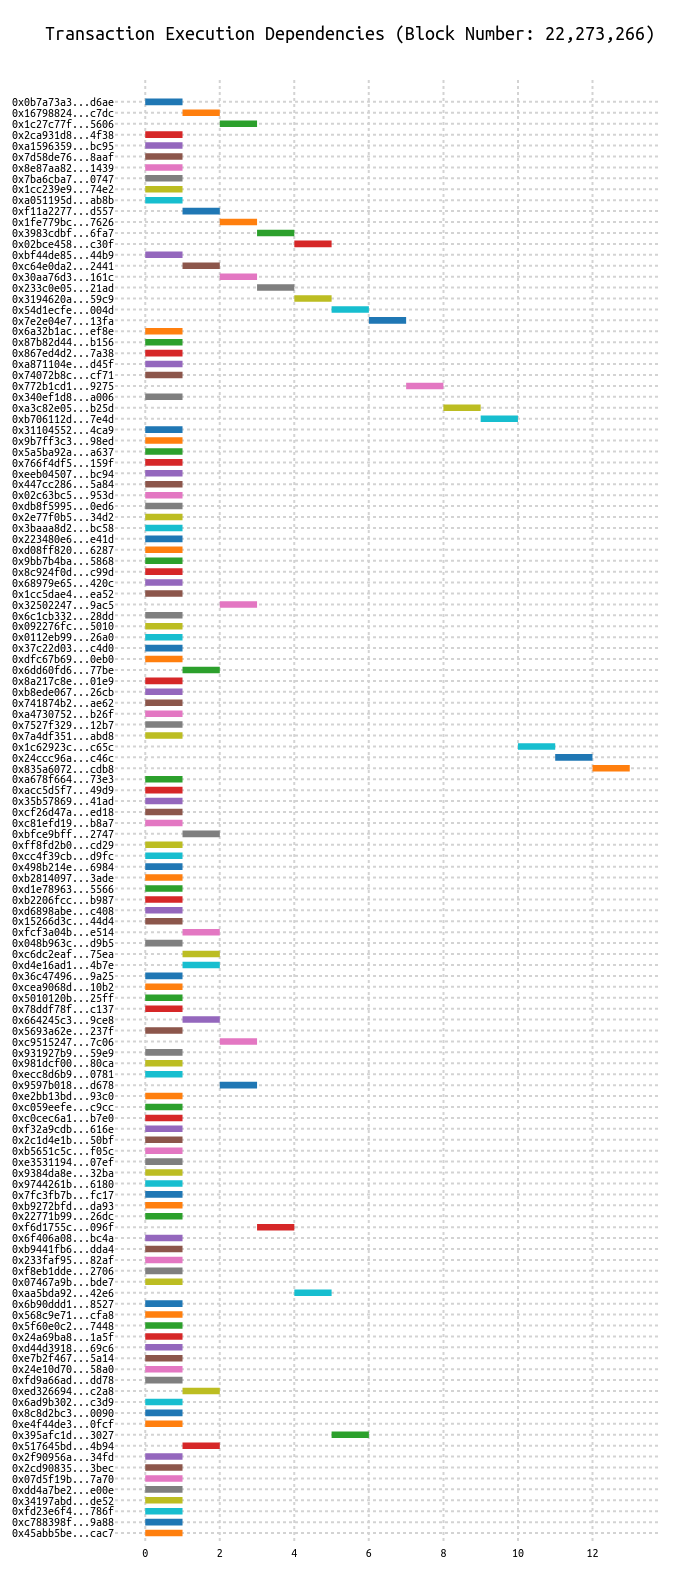 Transaction Execution Dependencies (Block Number: 22,273,266)
0x0b7a73a3...d6ae
0x16798824...c7dc
0x1c27c77f...5606
0x2ca931d8...4f38
0xa1596359...bc95
0x7d58de76...8aaf
0x8e87aa82...1439
0x7ba6cba7...0747
0x1cc239e9...74e2
0xa051195d...ab8b
0xf11a2277...d557
0x1fe779bc...7626
0x3983cdbf...6fa7
0x02bce458...c30f
0xbf44de85...44b9
0xc64e0da2...2441
0x30aa76d3...161c
0x233c0e05...21ad
0x3194620a...59c9
0x54d1ecfe...004d
0x7e2e04e7...13fa
0x6a32b1ac...ef8e
0x87b82d44...b156
0x867ed4d2...7a38
0xa871104e...d45f
0x74072b8c...cf71
0x772b1cd1...9275
0x340ef1d8...a006
0xa3c82e05...b25d
0xb706112d...7e4d
0x31104552...4ca9
0x9b7ff3c3...98ed
0x5a5ba92a...a637
0x766f4df5...159f
0xeeb04507...bc94
0x447cc286...5a84
0x02c63bc5...953d
0xdb8f5995...0ed6
0x2e77f0b5...34d2
0x3baaa8d2...bc58
0x223480e6...e41d
0xd08ff820...6287
0x9bb7b4ba...5868
0x8c924f0d...c99d
0x68979e65...420c
0x1cc5dae4...ea52
0x32502247...9ac5
0x6c1cb332...28dd
0x092276fc...5010
0x0112eb99...26a0
0x37c22d03...c4d0
0xdfc67b69...0eb0
0x6dd60fd6...77be
0x8a217c8e...01e9
0xb8ede067...26cb
0x741874b2...ae62
0xa4730752...b26f
0x7527f329...12b7
0x7a4df351...abd8
0x1c62923c...c65c
0x24ccc96a...c46c
0x835a6072...cdb8
0xa678f664...73e3
0xacc5d5f7...49d9
0x35b57869...41ad
0xcf26d47a...ed18
0xc81efd19...b8a7
0xbfce9bff...2747
0xff8fd2b0...cd29
0xcc4f39cb...d9fc
0x498b214e...6984
0xb2814097...3ade
0xd1e78963...5566
0xb2206fcc...b987
0xd6898abe...c408
0x15266d3c...44d4
0xfcf3a04b...e514
0x048b963c...d9b5
0xc6dc2eaf...75ea
0xd4e16ad1...4b7e
0x36c47496...9a25
0xcea9068d...10b2
0x5010120b...25ff
0x78ddf78f...c137
0x664245c3...9ce8
0x5693a62e...237f
0xc9515247...7c06
0x931927b9...59e9
0x981dcf00...80ca
0xecc8d6b9...0781
0x9597b018...d678
0xe2bb13bd...93c0
0xc059eefe...c9cc
0xc0cec6a1...b7e0
0xf32a9cdb...616e
0x2c1d4e1b...50bf
0xb5651c5c...f05c
0xe3531194...07ef
0x9384da8e...32ba
0x9744261b...6180
0x7fc3fb7b...fc17
0xb9272bfd...da93
0x22771b99...26dc
0xf6d1755c...096f
0x6f406a08...bc4a
0xb9441fb6...dda4
0x233faf95...82af
0xf8eb1dde...2706
0x07467a9b...bde7
0xaa5bda92...42e6
0x6b90ddd1...8527
0x568c9e71...cfa8
0x5f60e0c2...7448
0x24a69ba8...1a5f
0xd44d3918...69c6
0xe7b2f467...5a14
0x24e10d70...58a0
0xfd9a66ad...dd78
0xed326694...c2a8
0x6ad9b302...c3d9
0x8c8d2bc3...0090
0xe4f44de3...0fcf
0x395afc1d...3027
0x517645bd...4b94
0x2f90956a...34fd
0x2cd90835...3bec
0x07d5f19b...7a70
0xdd4a7be2...e00e
0x34197abd...de52
0xfd23e6f4...786f
0xc788398f...9a88
0x45abb5be...cac7
0 2 4 6 8 10 12